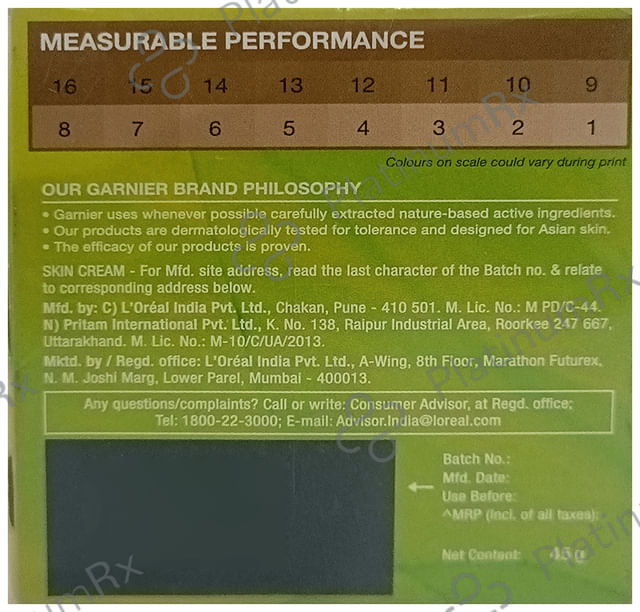 MEASURABLE PERFORMANCE
16 15 14 13 12 11 10 9
8 7 6 5 4 3 2 1
Colours on scale could vary during print
OUR GARNIER BRAND PHILOSOPHY
• Garnier uses whenever possible carefully extracted nature-based active ingredients.
• Our products are dermatologically tested for tolerance and designed for Asian skin.
• The efficacy of our products is proven.
SKIN CREAM - For Mfd. site address, read the last character of the Batch no. & relate
to corresponding address below.
Mfd. by: C) L'Oréal India Pvt. Ltd., Chakan, Pune - 410 501. M. Lic. No.: M PD/C-44.
N) Pritam International Pvt. Ltd., K. No. 138, Raipur Industrial Area, Roorkee 247 667,
Uttarakhand. M. Lic. No.: M-10/C/UA/2013.
Mktd. by / Regd. office: L'Oréal India Pvt. Ltd., A-Wing, 8th Floor, Marathon Futurex,
N. M. Joshi Marg, Lower Parel, Mumbai - 400013.
Any questions/complaints? Call or write: Consumer Advisor, at Regd. office;
Tel: 1800-22-3000; E-mail: Advisor.India@loreal.com
Batch No.:
Mfd. Date:
Use Before:
^MRP (Incl. of all taxes):
Net Content: 45 g
PlatinumRx